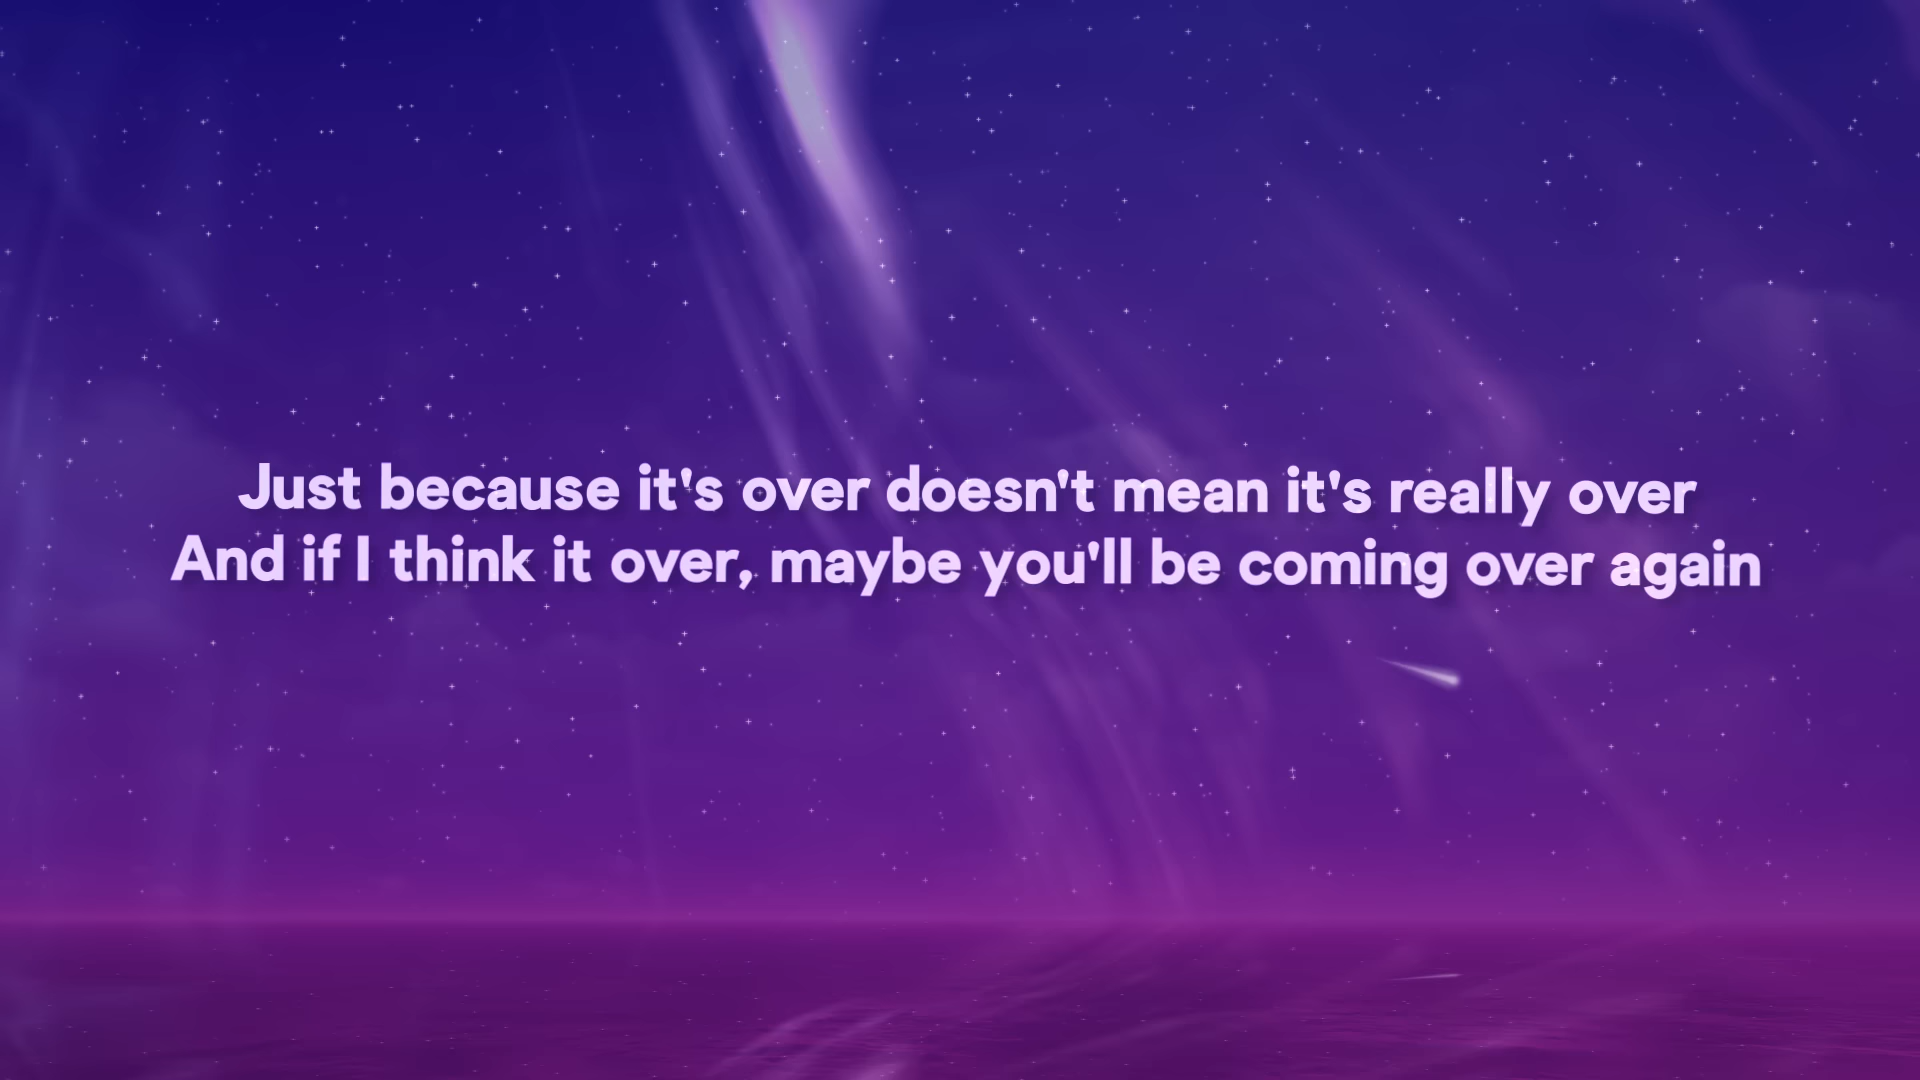 Just because it's over doesn't mean it's really over
And if I think it over, maybe you'll be coming over again